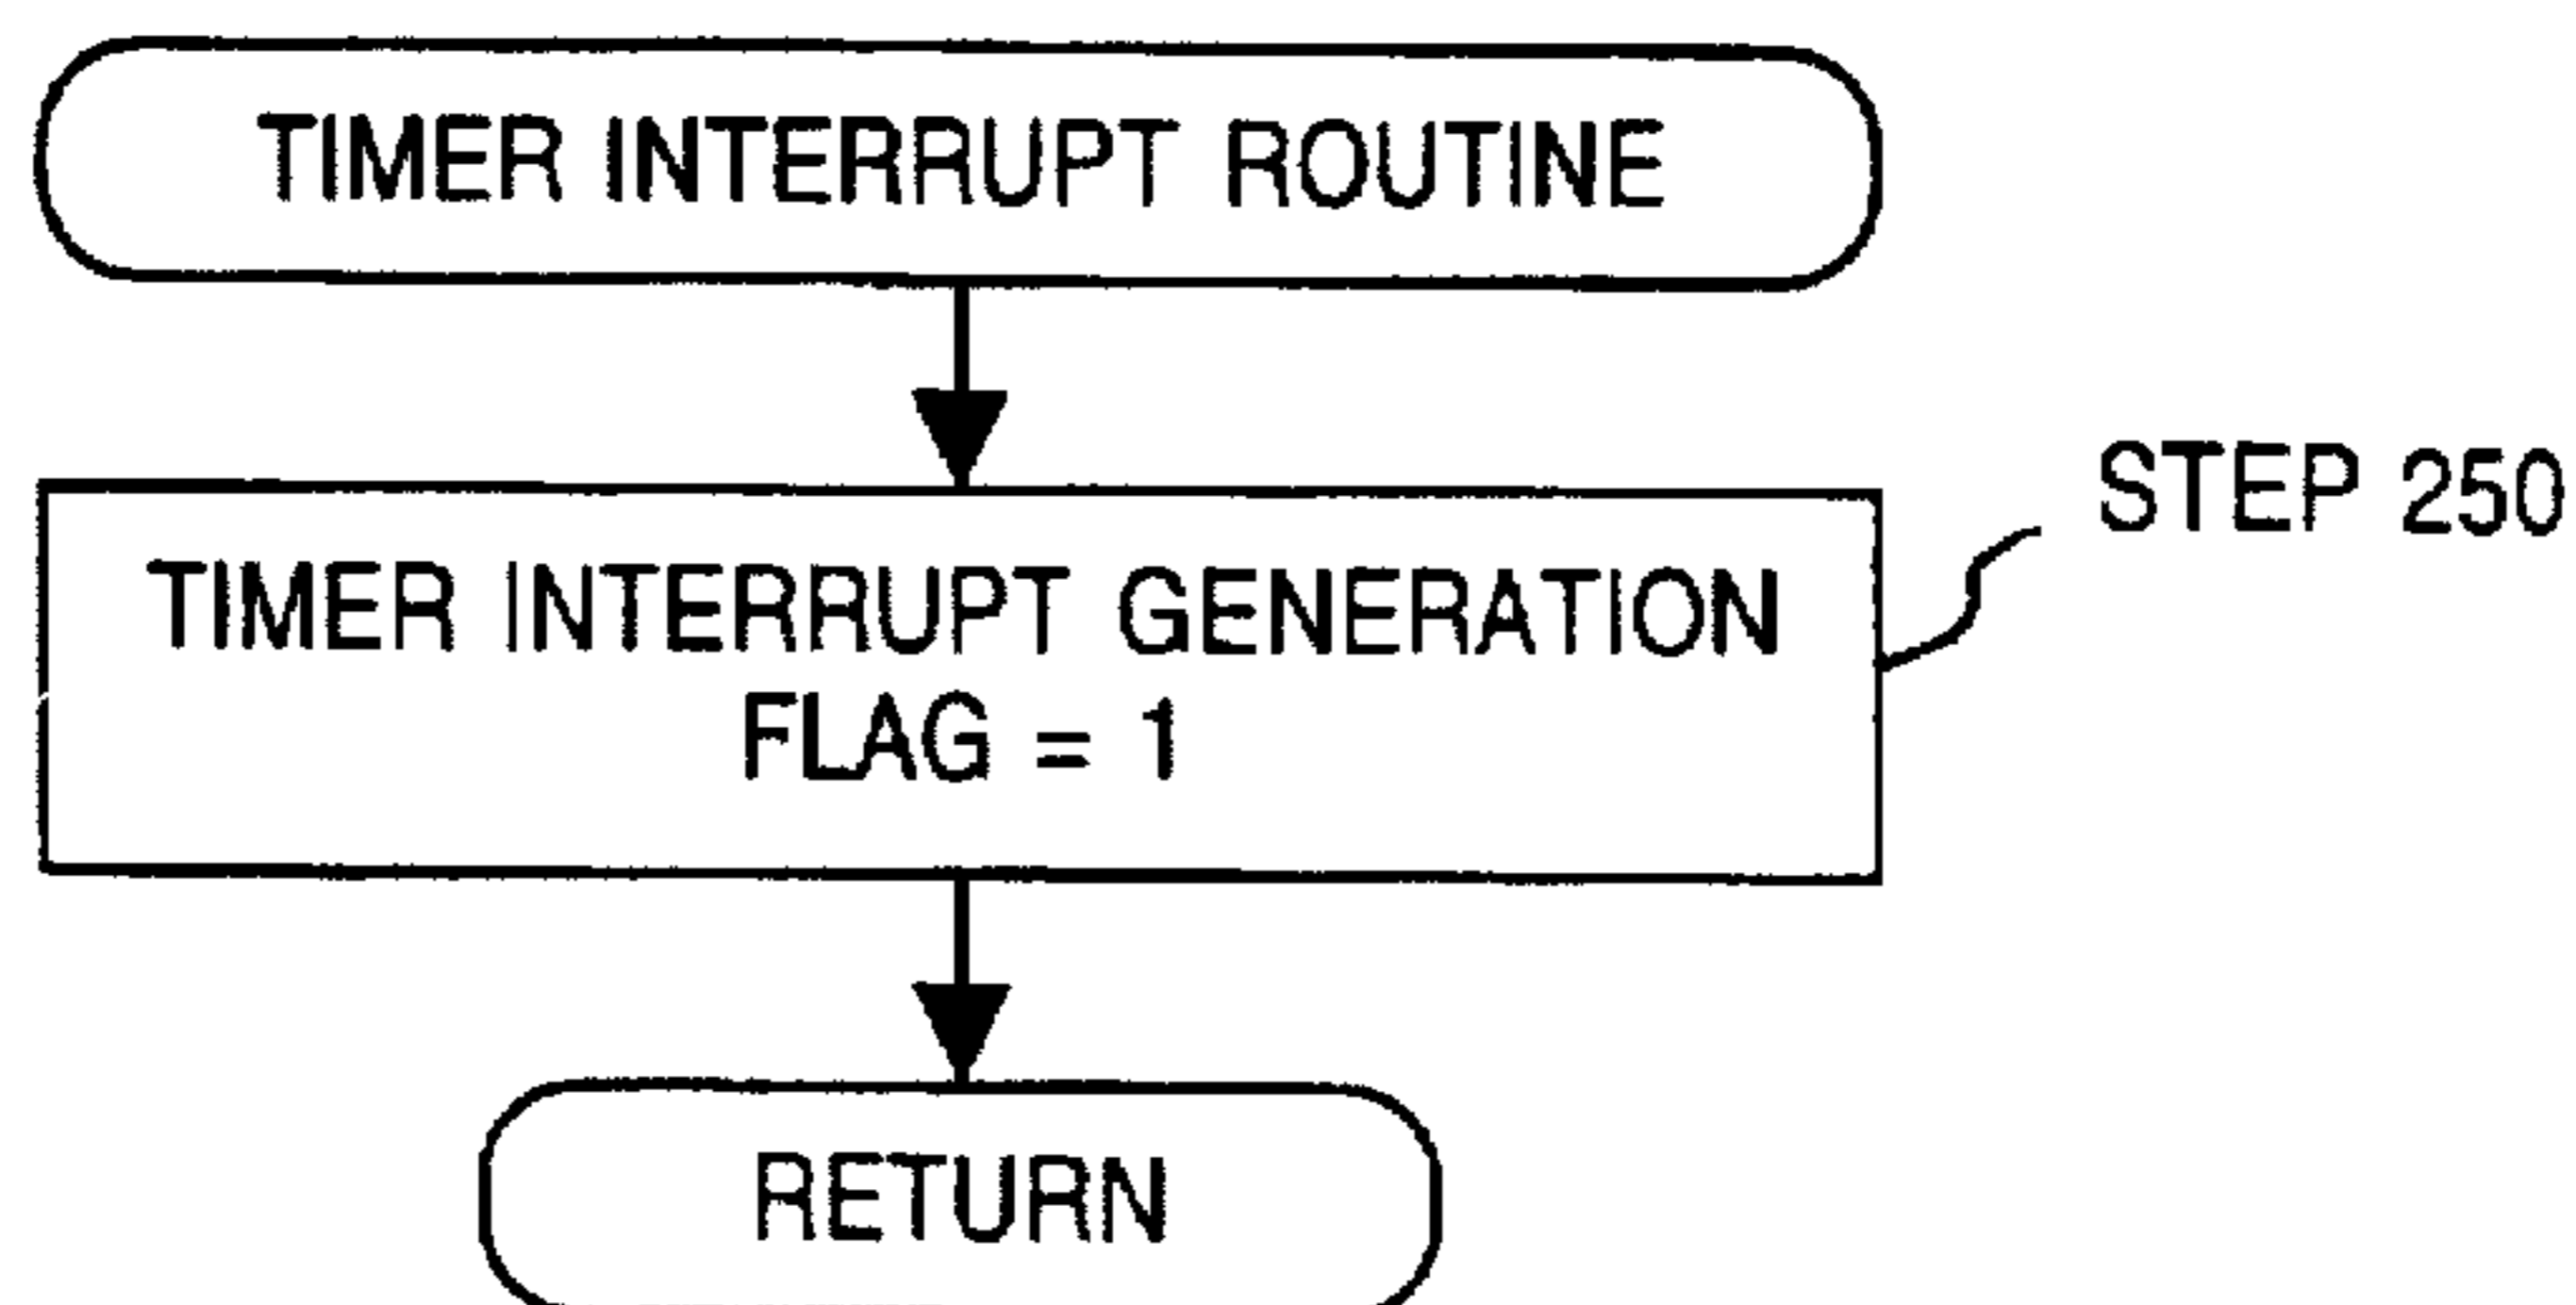 TIMER INTERRUPT ROUTINE
STEP 250
TIMER INTERRUPT GENERATION
FLAG = 1
RETURN